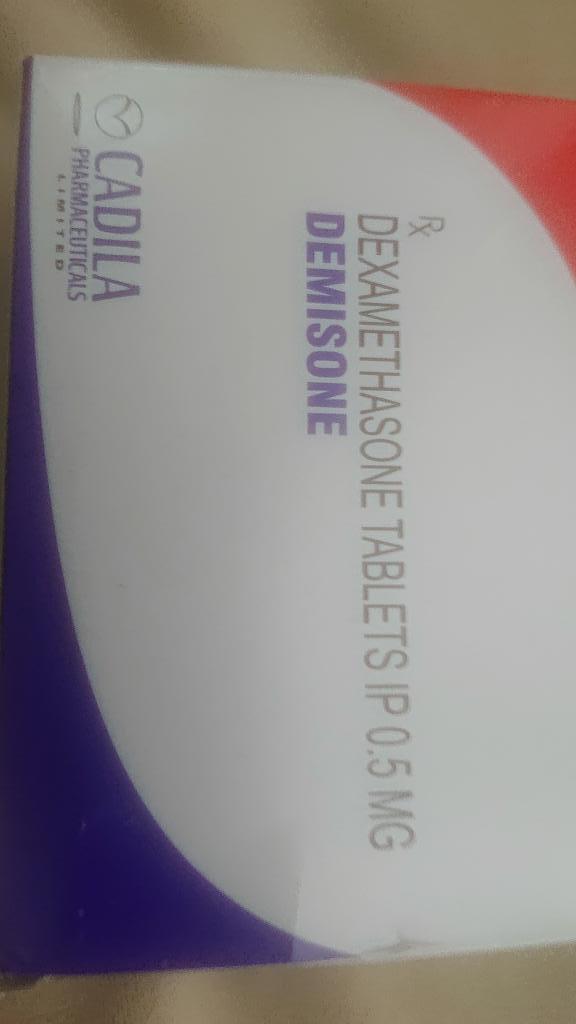 ℞
DEXAMETHASONE TABLETS IP 0.5 MG
DEMISONE
CADILA
PHARMACEUTICALS
LIMITED